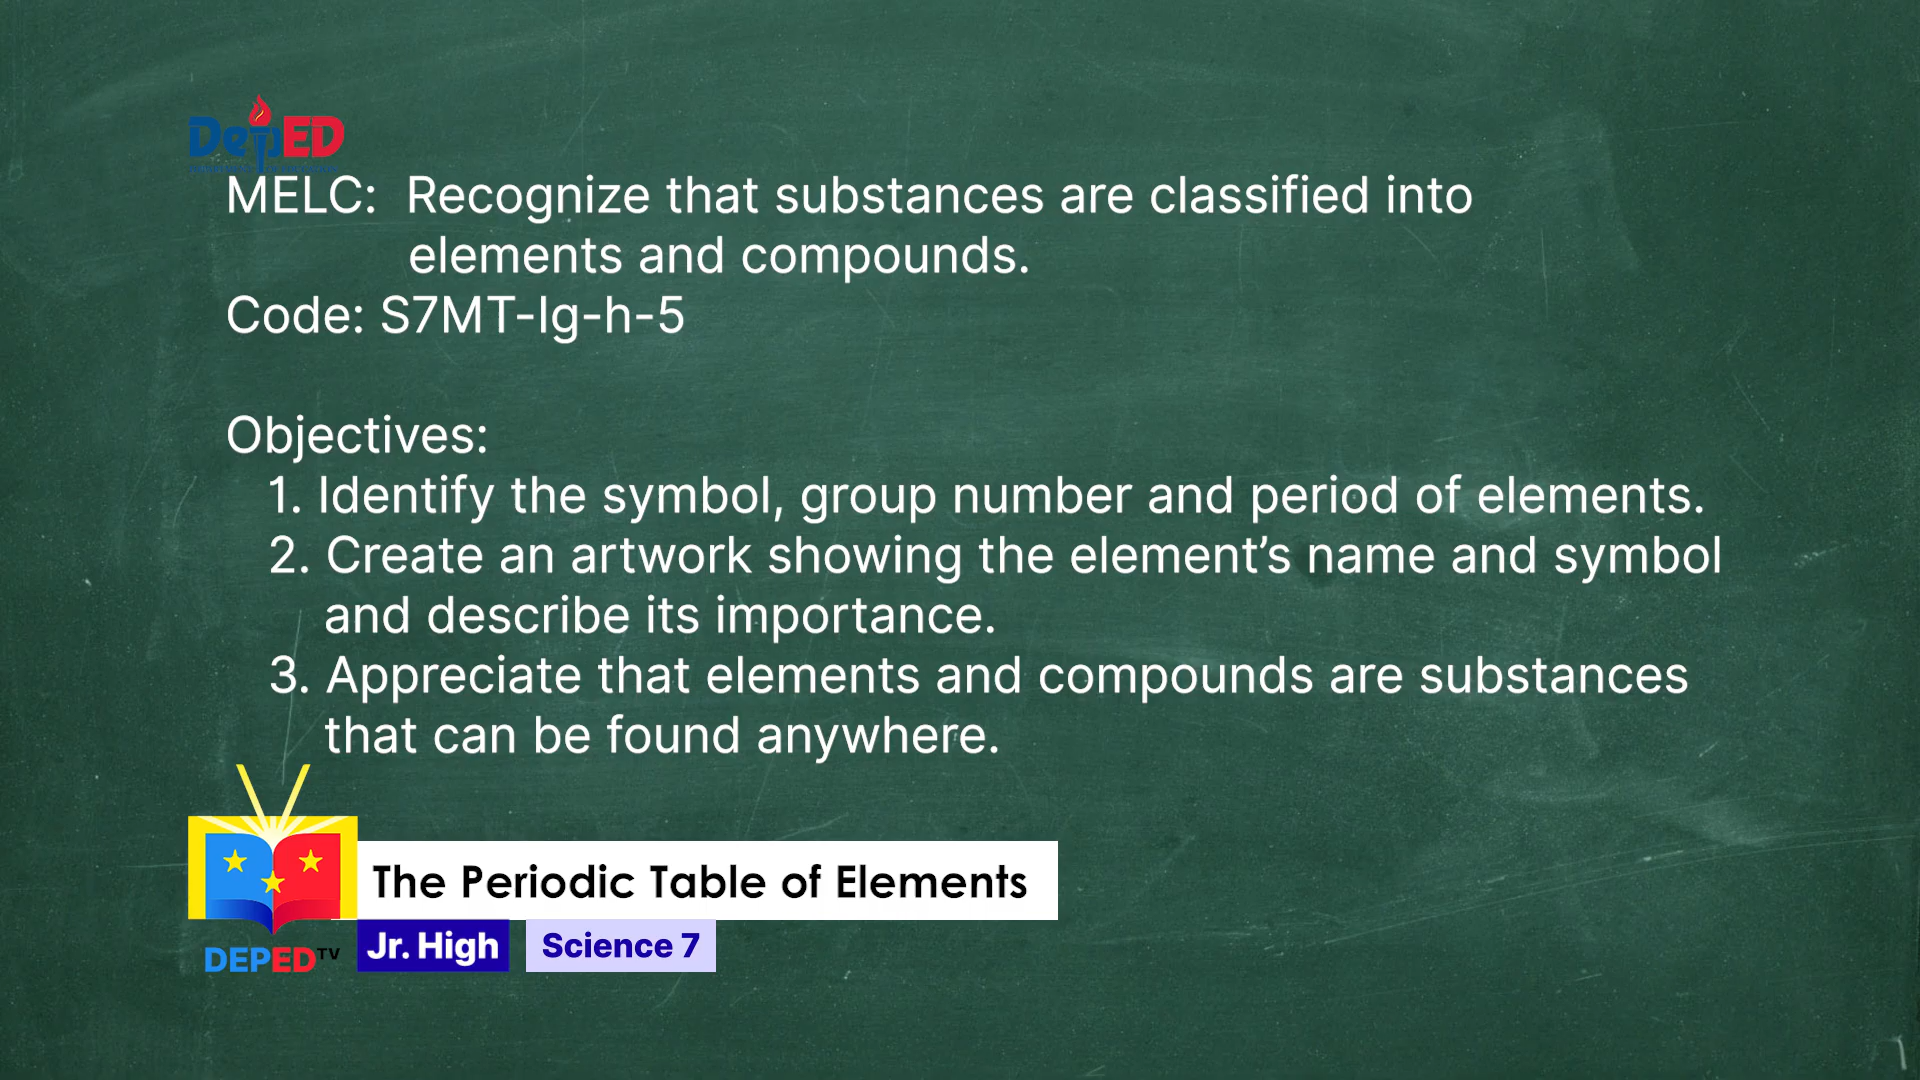 DepED
MELC: Recognize that substances are classified into
elements and compounds.
Code: S7MT-Ig-h-5
Objectives:
1. Identify the symbol, group number and period of elements.
2. Create an artwork showing the element’s name and symbol
and describe its importance.
3. Appreciate that elements and compounds are substances
that can be found anywhere.
The Periodic Table of Elements
DEPED TV
Jr. High
Science 7